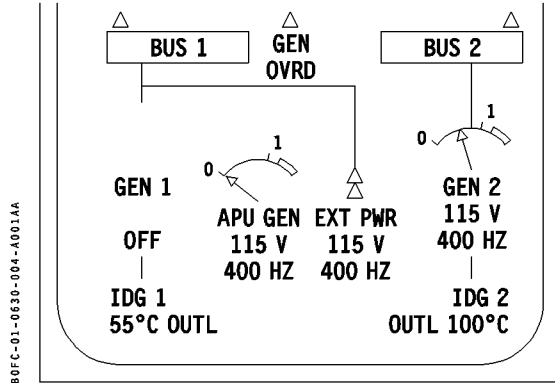 BUS 1
GEN
OVRD
BUS 2
0 1
0 1
GEN 1
OFF
APU GEN
115 V
400 HZ
EXT PWR
115 V
400 HZ
GEN 2
115 V
400 HZ
IDG 1
55°C OUTL
IDG 2
OUTL 100°C
B0FC-01-0630-004-A001AA